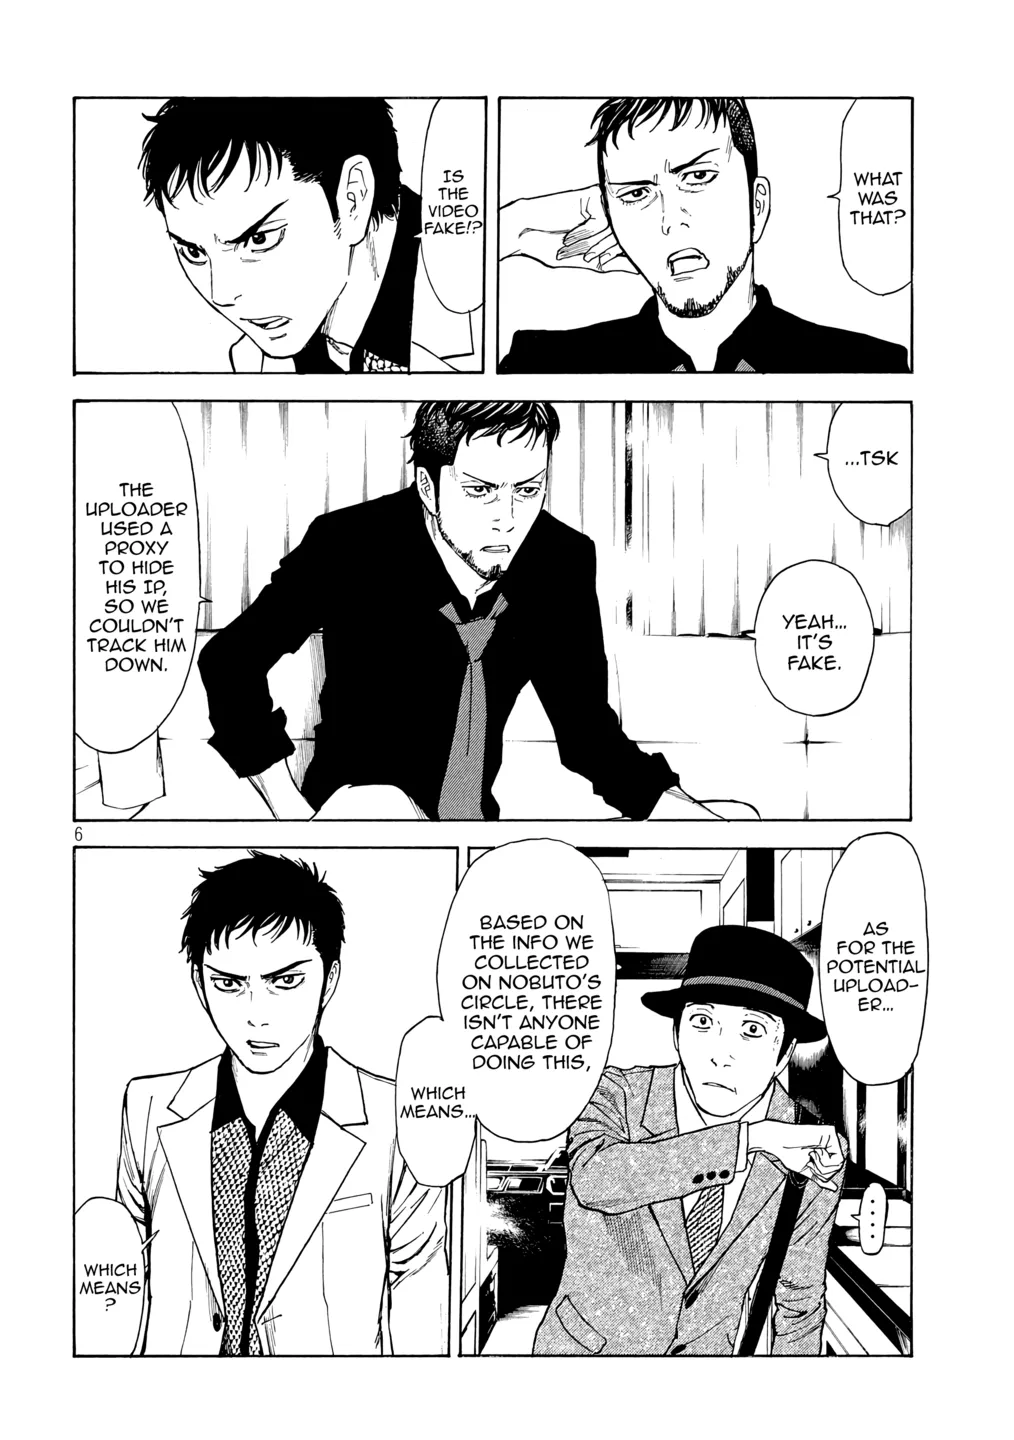 WHAT
WAS
THAT?
IS
THE
VIDEO
FAKE!?
...TSK
YEAH...
IT'S
FAKE.
THE
UPLOADER
USED A
PROXY
TO HIDE
HIS IP,
SO WE
COULDN'T
TRACK HIM
DOWN.
6
AS
FOR THE
POTENTIAL
UPLOAD-
ER...
.....
BASED ON
THE INFO WE
COLLECTED
ON NOBUTO'S
CIRCLE, THERE
ISN'T ANYONE
CAPABLE OF
DOING THIS,
WHICH
MEANS...
WHICH
MEANS
?